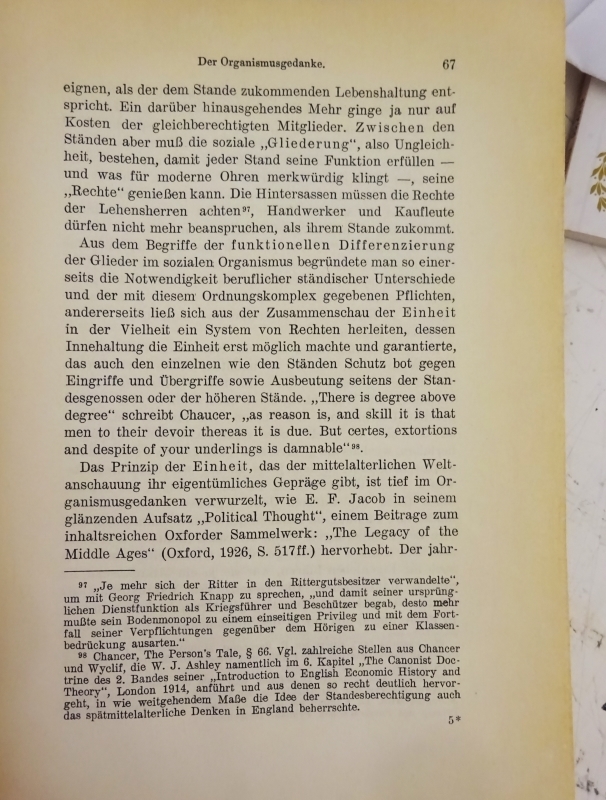 Der Organismusgedanke. 67
eignen, als der dem Stande zukommenden Lebenshaltung ent-
spricht. Ein darüber hinausgehendes Mehr ginge ja nur auf
Kosten der gleichberechtigten Mitglieder. Zwischen den
Ständen aber muß die soziale „Gliederung“, also Ungleich-
heit, bestehen, damit jeder Stand seine Funktion erfüllen —
und was für moderne Ohren merkwürdig klingt —, seine
„Rechte“ genießen kann. Die Hintersassen müssen die Rechte
der Lehensherren achten⁹⁷, Handwerker und Kaufleute
dürfen nicht mehr beanspruchen, als ihrem Stande zukommt.
Aus dem Begriffe der funktionellen Differenzierung
der Glieder im sozialen Organismus begründete man so einer-
seits die Notwendigkeit beruflicher ständischer Unterschiede
und der mit diesem Ordnungskomplex gegebenen Pflichten,
andererseits ließ sich aus der Zusammenschau der Einheit
in der Vielheit ein System von Rechten herleiten, dessen
Innehaltung die Einheit erst möglich machte und garantierte,
das auch den einzelnen wie den Ständen Schutz bot gegen
Eingriffe und Übergriffe sowie Ausbeutung seitens der Stan-
desgenossen oder der höheren Stände. „There is degree above
degree“ schreibt Chaucer, „as reason is, and skill it is that
men to their devoir thereas it is due. But certes, extortions
and despite of your underlings is damnable“⁹⁸.
Das Prinzip der Einheit, das der mittelalterlichen Welt-
anschauung ihr eigentümliches Gepräge gibt, ist tief im Or-
ganismusgedanken verwurzelt, wie E. F. Jacob in seinem
glänzenden Aufsatz „Political Thought“, einem Beitrage zum
inhaltsreichen Oxforder Sammelwerk: „The Legacy of the
Middle Ages“ (Oxford, 1926, S. 517ff.) hervorhebt. Der jahr-
⁹⁷ „Je mehr sich der Ritter in den Rittergutsbesitzer verwandelte“,
um mit Georg Friedrich Knapp zu sprechen, „und damit seiner ursprüng-
lichen Dienstfunktion als Kriegsführer und Beschützer begab, desto mehr
mußte sein Bodenmonopol zu einem einseitigen Privileg und mit dem Fort-
fall seiner Verpflichtungen gegenüber dem Hörigen zu einer Klassen-
bedrückung ausarten.“
⁹⁸ Chancer, The Person's Tale, § 66. Vgl. zahlreiche Stellen aus Chancer
und Wyclif, die W. J. Ashley namentlich im 6. Kapitel „The Canonist Doc-
trine des 2. Bandes seiner „Introduction to English Economic History and
Theory“, London 1914, anführt und aus denen so recht deutlich hervor-
geht, in wie weitgehendem Maße die Idee der Standesberechtigung auch
das spätmittelalterliche Denken in England beherrschte.
5*